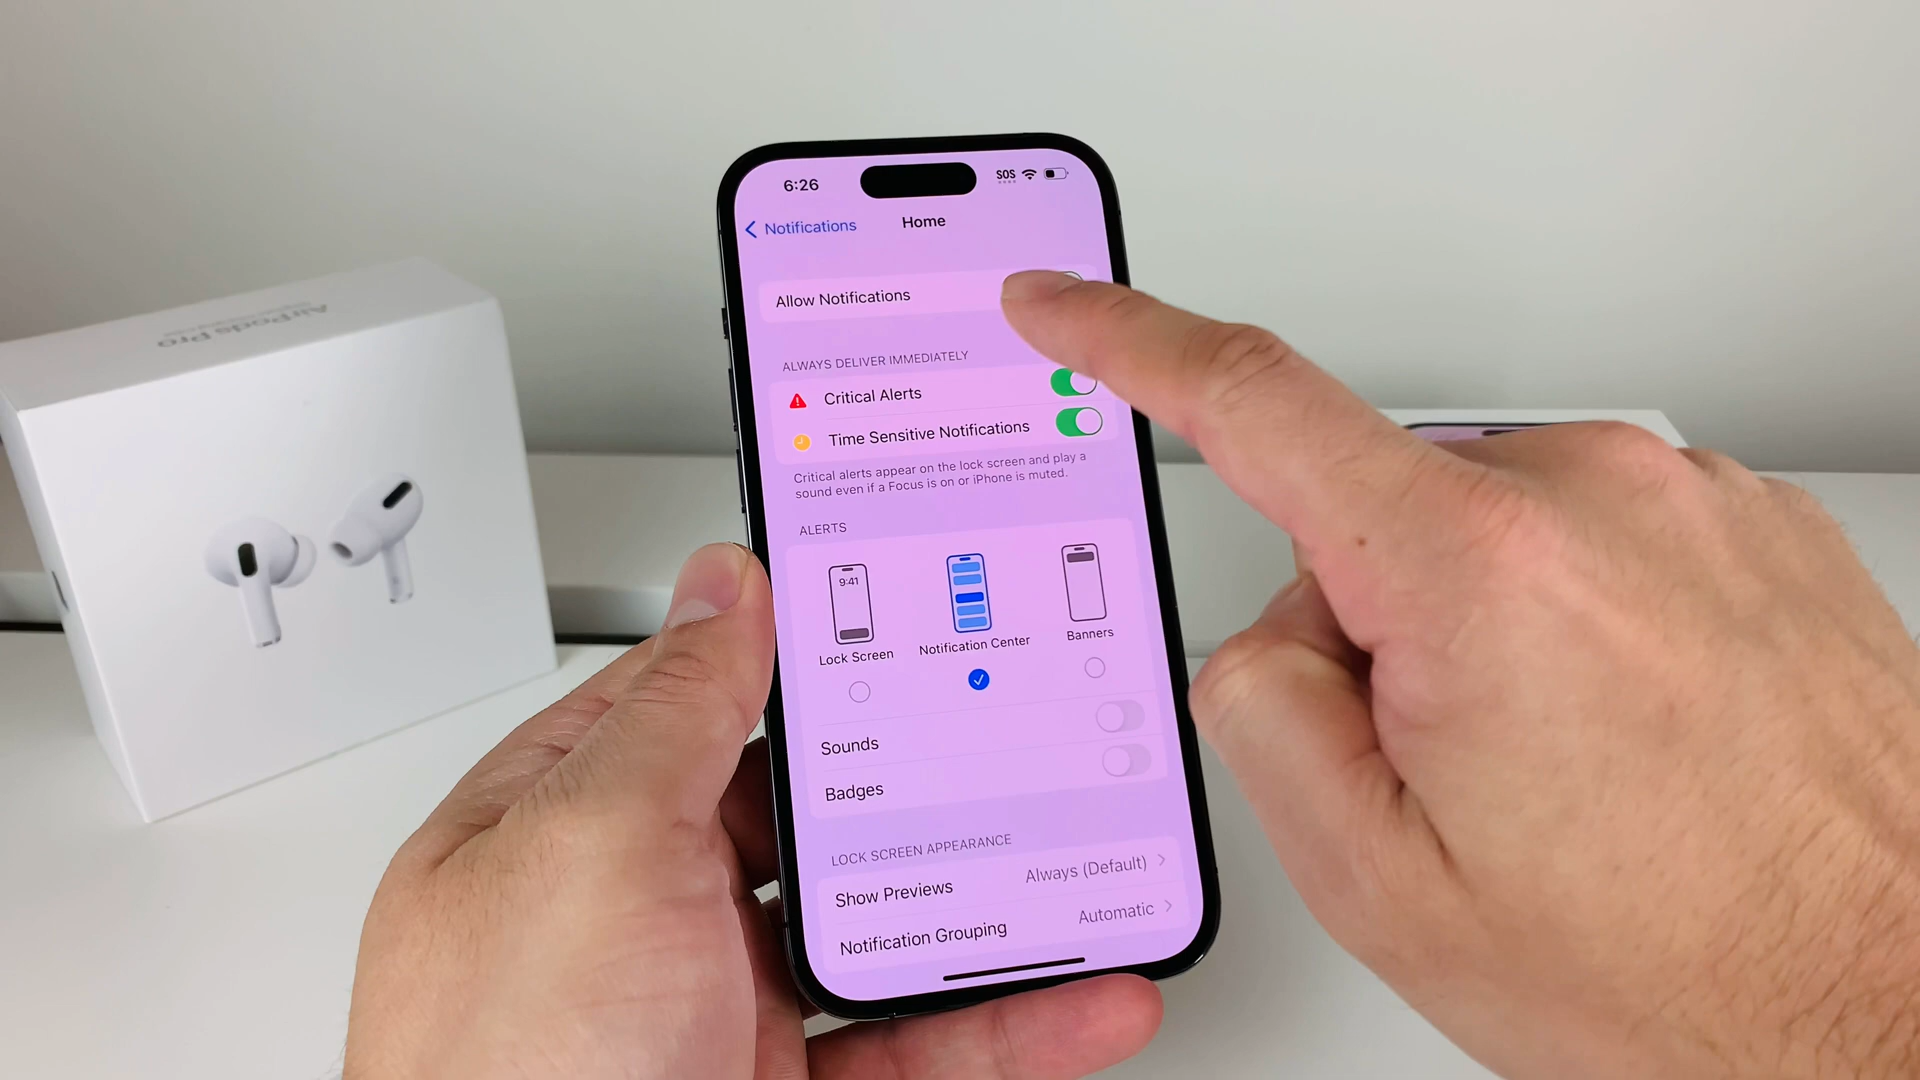 AirPods Pro
6:26
SOS
Notifications
Home
Allow Notifications
ALWAYS DELIVER IMMEDIATELY
Critical Alerts
Time Sensitive Notifications
Critical alerts appear on the lock screen and play a
sound even if a Focus is on or iPhone is muted.
ALERTS
9:41
Lock Screen
Notification Center
Banners
Sounds
Badges
LOCK SCREEN APPEARANCE
Show Previews
Always (Default)
Notification Grouping
Automatic